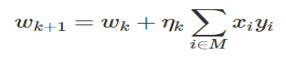 w_{k+1} = w_k + η_k ∑_{i∈M} x_i y_i